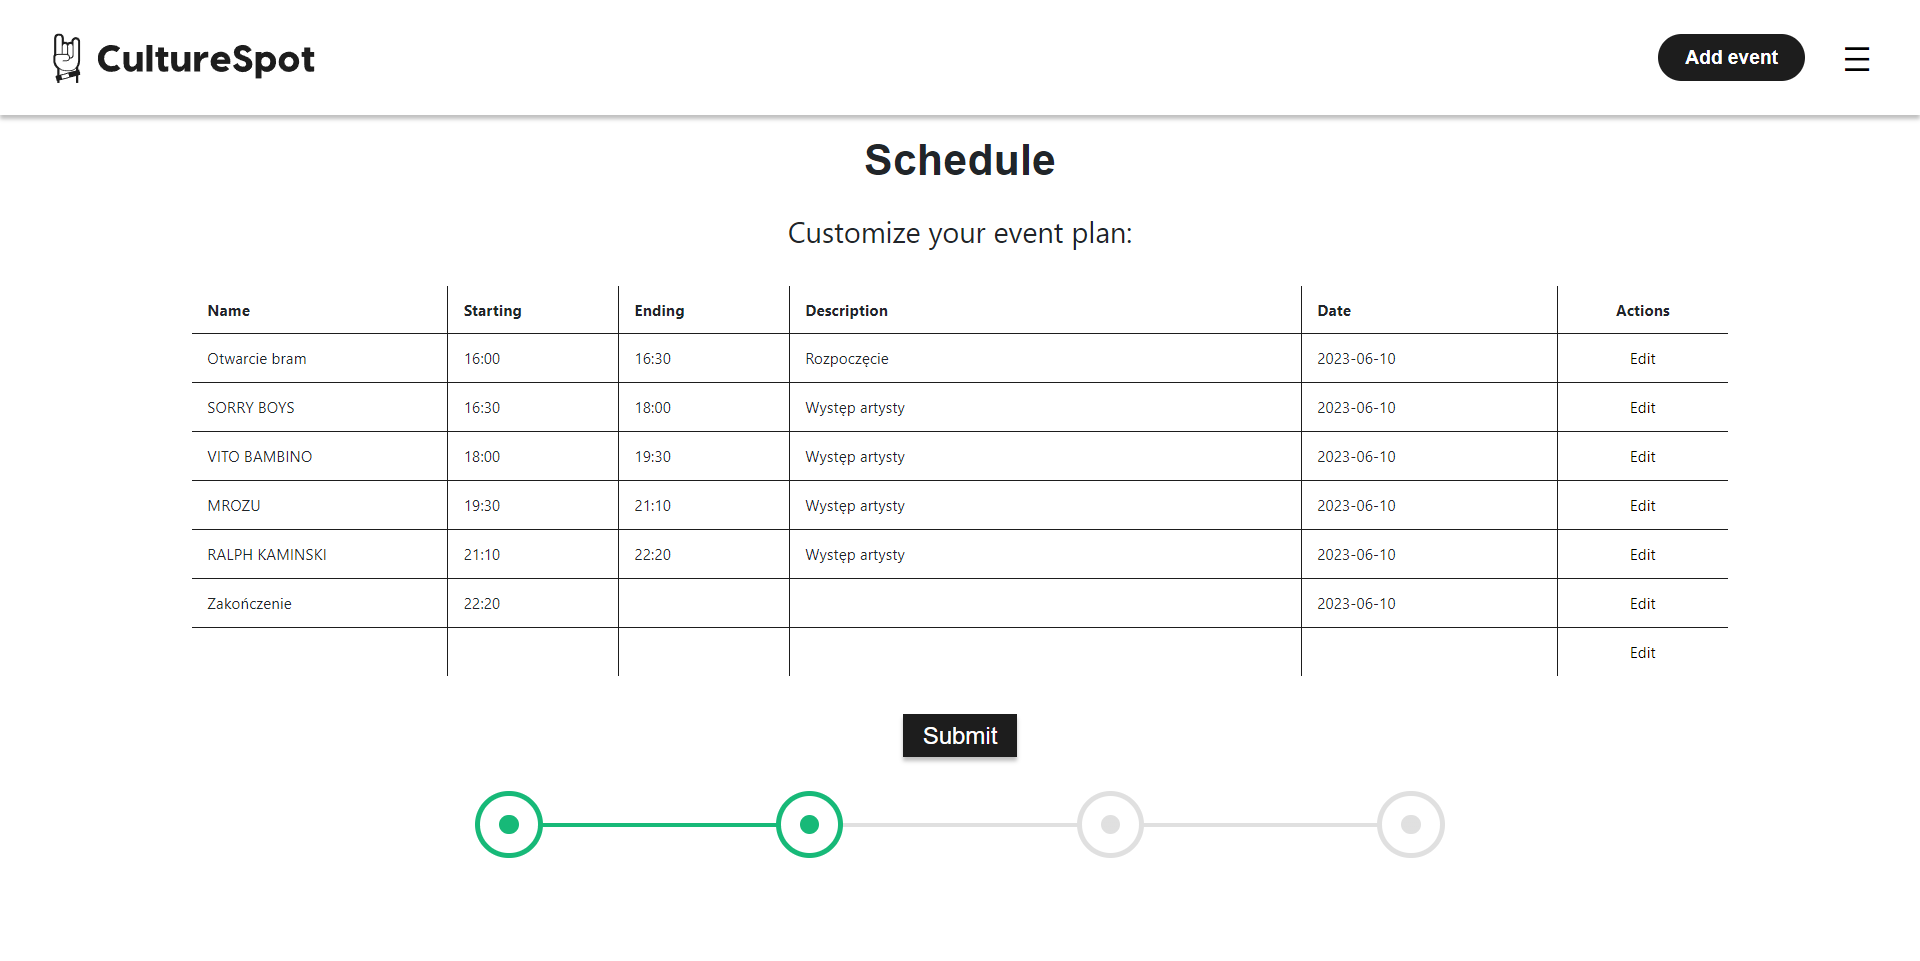 CultureSpot
Add event
Schedule
Customize your event plan:
Name Starting Ending Description Date Actions
Otwarcie bram 16:00 16:30 Rozpoczęcie 2023-06-10 Edit
SORRY BOYS 16:30 18:00 Występ artysty 2023-06-10 Edit
VITO BAMBINO 18:00 19:30 Występ artysty 2023-06-10 Edit
MROZU 19:30 21:10 Występ artysty 2023-06-10 Edit
RALPH KAMINSKI 21:10 22:20 Występ artysty 2023-06-10 Edit
Zakończenie 22:20 2023-06-10 Edit
Edit
Submit